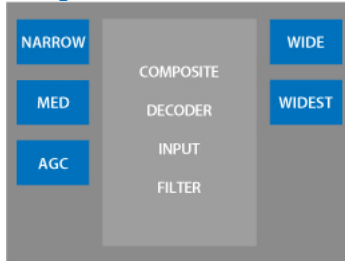 NARROW
WIDE
COMPOSITE
MED
DECODER
WIDEST
INPUT
AGC
FILTER